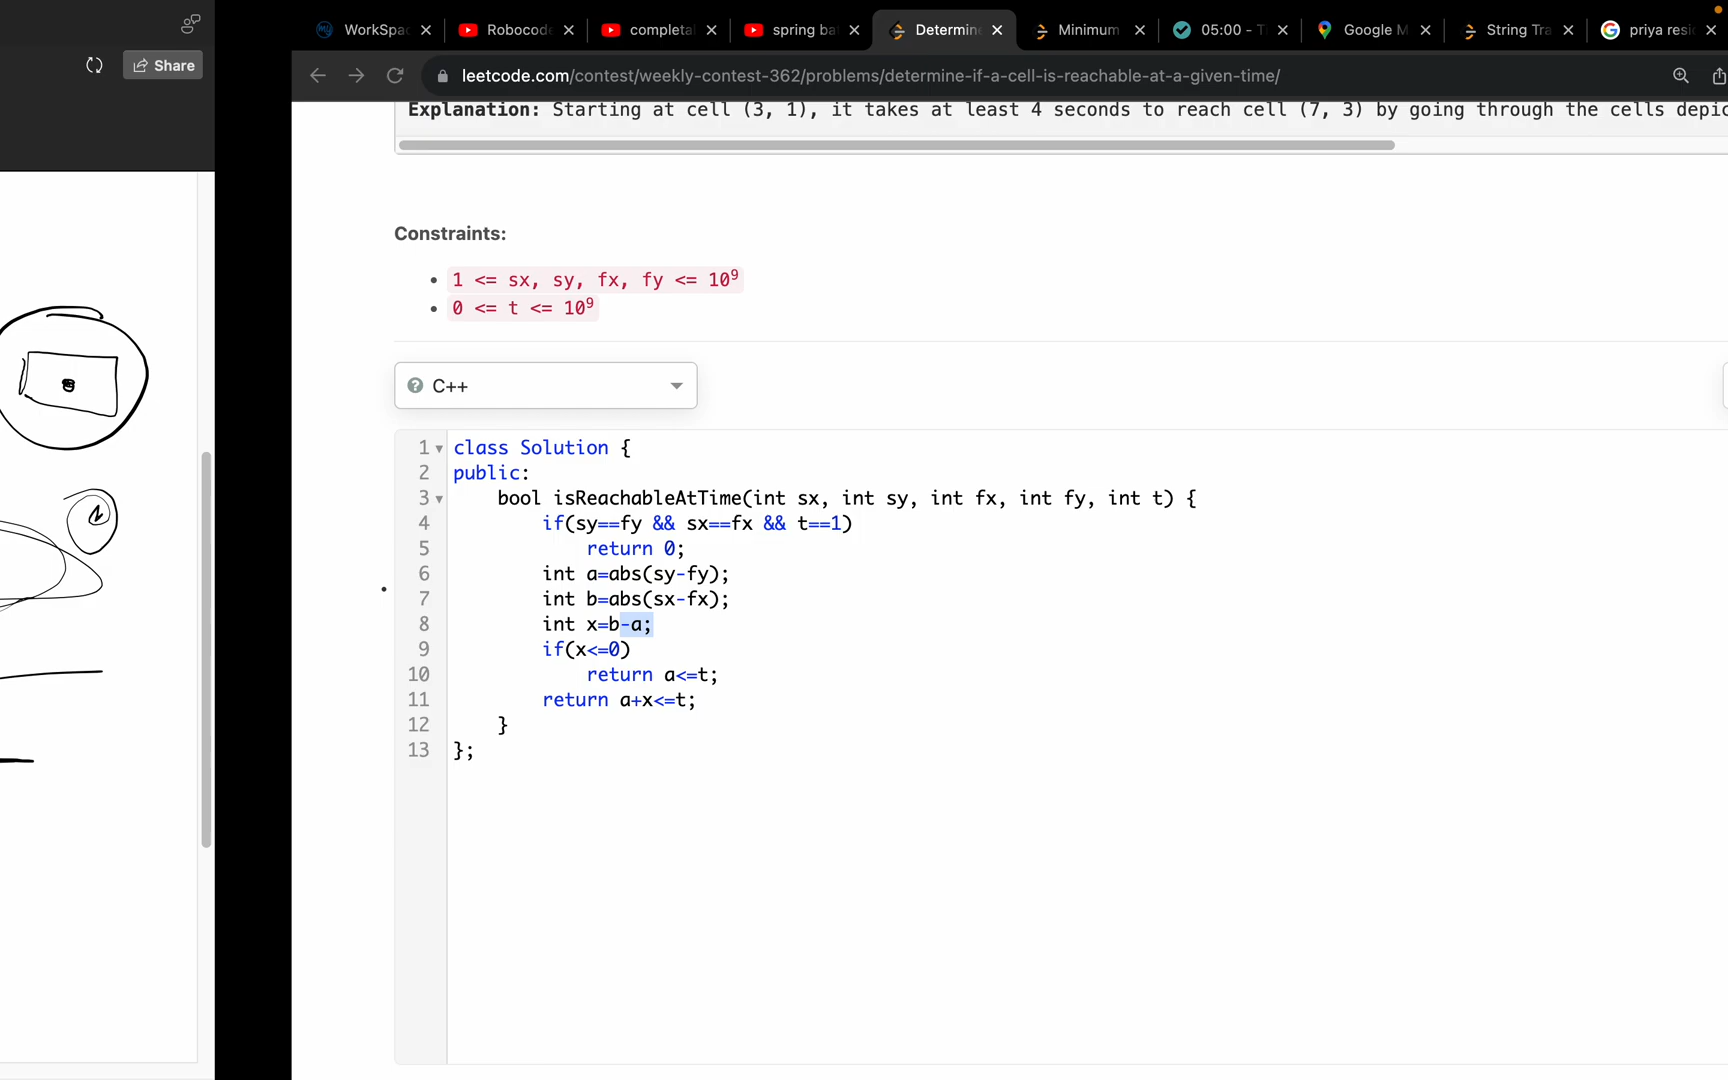 WorkSpa
Robocod
completa
spring ba
Determin
Minimum
05:00 - T
Google M
String Tra
priya resi
Share
leetcode.com/contest/weekly-contest-362/problems/determine-if-a-cell-is-reachable-at-a-given-time/
Explanation: Starting at cell (3, 1), it takes at least 4 seconds to reach cell (7, 3) by going through the cells depic
Constraints:
1 <= sx, sy, fx, fy <= 10⁹
0 <= t <= 10⁹
C++
1 class Solution {
2 public:
3 bool isReachableAtTime(int sx, int sy, int fx, int fy, int t) {
4 if(sy==fy && sx==fx && t==1)
5 return 0;
6 int a=abs(sy-fy);
7 int b=abs(sx-fx);
8 int x=b-a;
9 if(x<=0)
10 return a<=t;
11 return a+x<=t;
12 }
13 };